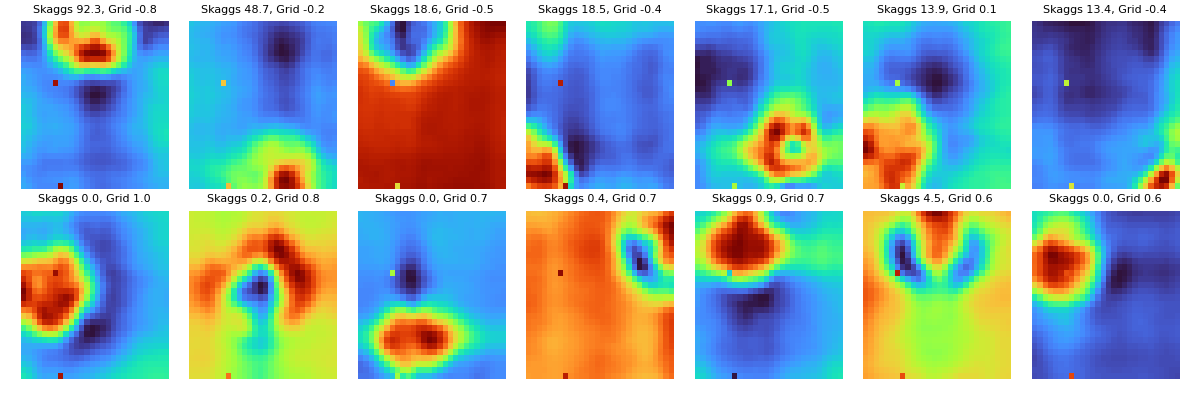 Skaggs 92.3, Grid -0.8 Skaggs 48.7, Grid -0.2 Skaggs 18.6, Grid -0.5 Skaggs 18.5, Grid -0.4 Skaggs 17.1, Grid -0.5 Skaggs 13.9, Grid 0.1 Skaggs 13.4, Grid -0.4
Skaggs 0.0, Grid 1.0 Skaggs 0.2, Grid 0.8 Skaggs 0.0, Grid 0.7 Skaggs 0.4, Grid 0.7 Skaggs 0.9, Grid 0.7 Skaggs 4.5, Grid 0.6 Skaggs 0.0, Grid 0.6